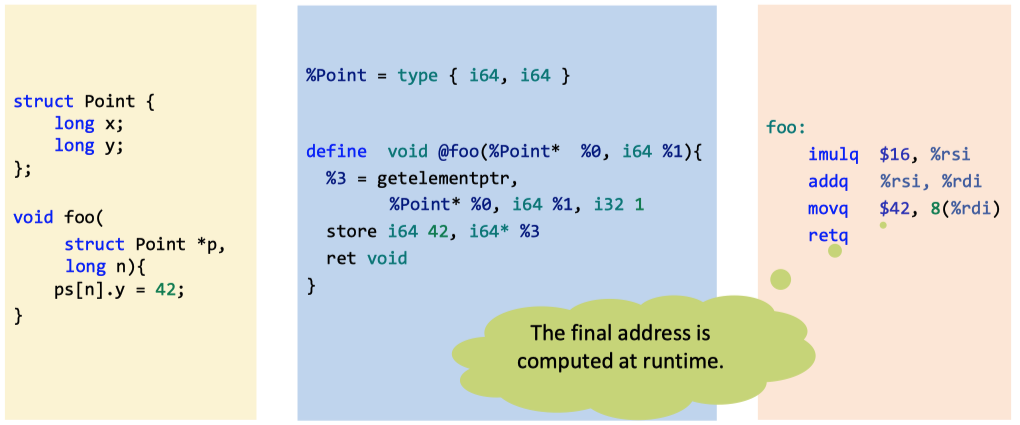 struct Point {
    long x;
    long y;
};
void foo(
     struct Point *p,
     long n){
    ps[n].y = 42;
}
%Point = type { i64, i64 }
define  void @foo(%Point*  %0, i64 %1){
  %3 = getelementptr,
        %Point* %0, i64 %1, i32 1
  store i64 42, i64* %3
  ret void
}
foo:
    imulq  $16, %rsi
    addq   %rsi, %rdi
    movq   $42, 8(%rdi)
    retq
The final address is
computed at runtime.